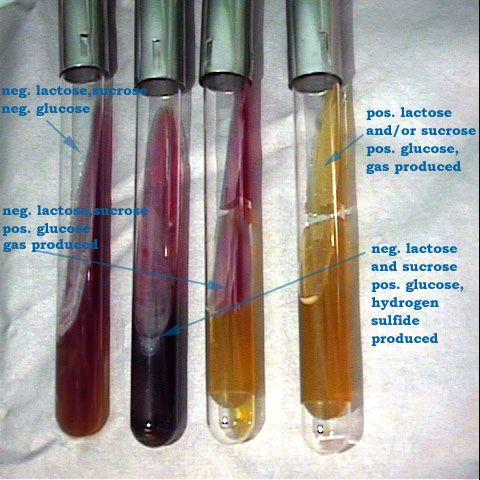 neg. lactose,sucrose
neg. glucose
pos. lactose
and/or sucrose
pos. glucose,
gas produced
neg. lactose,sucrose
pos. glucose
gas produced
neg. lactose
and sucrose
pos. glucose,
hydrogen
sulfide
produced